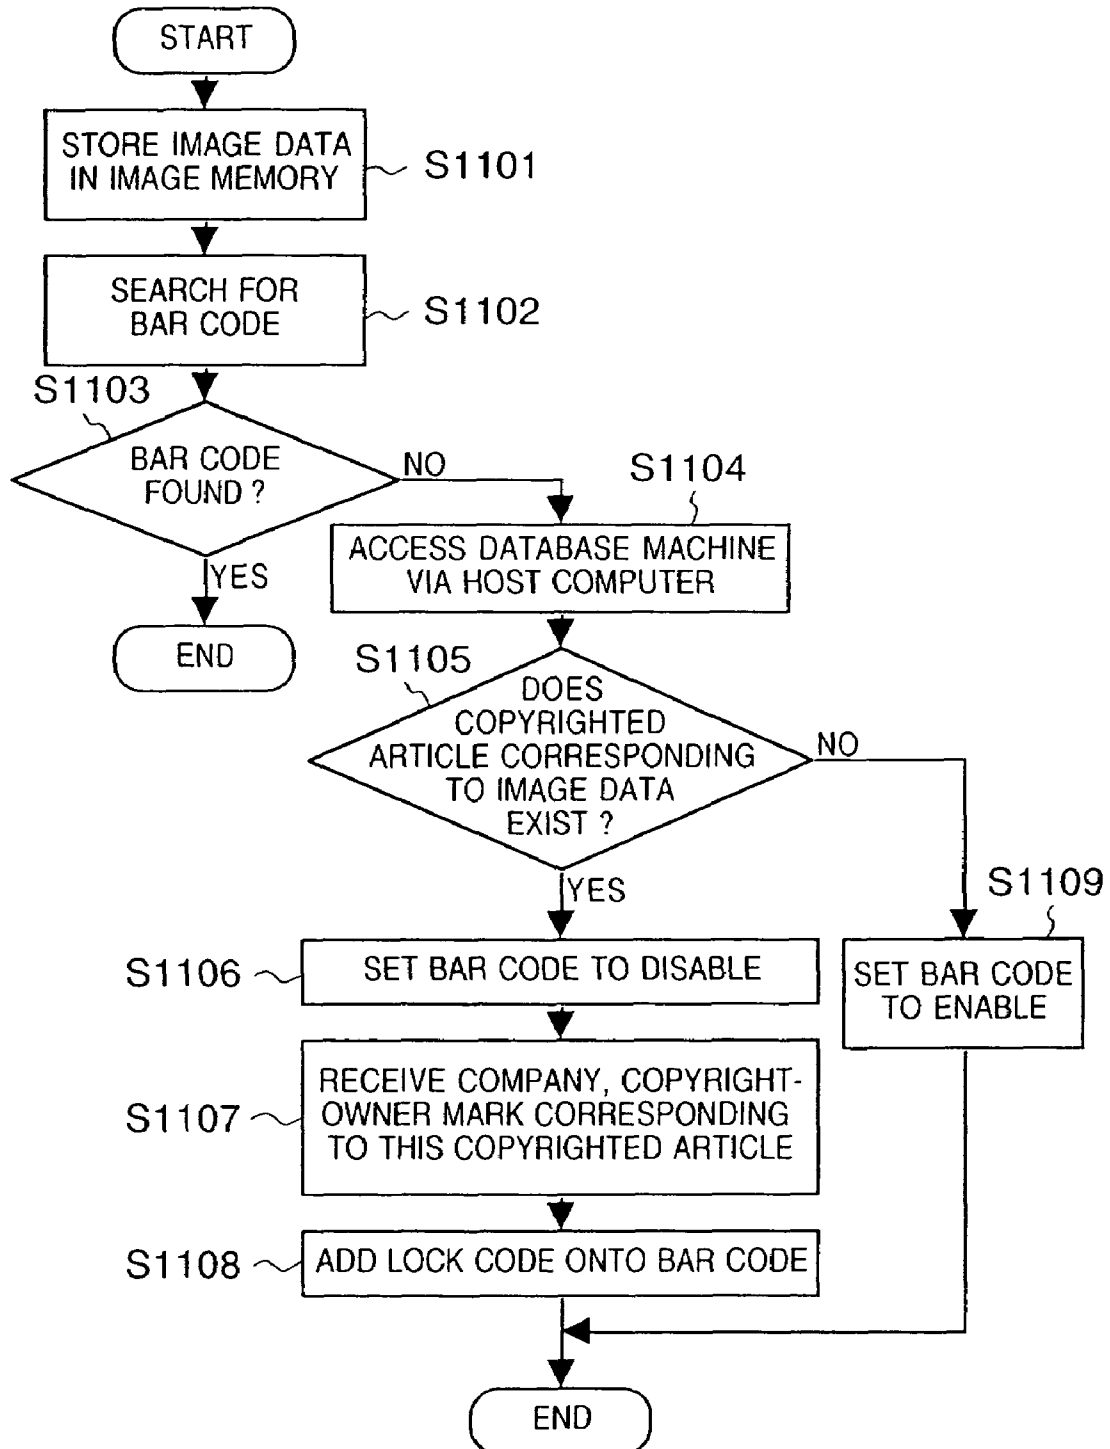 START
STORE IMAGE DATA
IN IMAGE MEMORY
S1101
SEARCH FOR
BAR CODE
S1102
S1103
BAR CODE
FOUND ?
NO
YES
END
S1104
ACCESS DATABASE MACHINE
VIA HOST COMPUTER
S1105
DOES
COPYRIGHTED
ARTICLE CORRESPONDING
TO IMAGE DATA
EXIST ?
NO
YES
S1106
SET BAR CODE TO DISABLE
S1109
SET BAR CODE
TO ENABLE
S1107
RECEIVE COMPANY, COPYRIGHT-
OWNER MARK CORRESPONDING
TO THIS COPYRIGHTED ARTICLE
S1108
ADD LOCK CODE ONTO BAR CODE
END